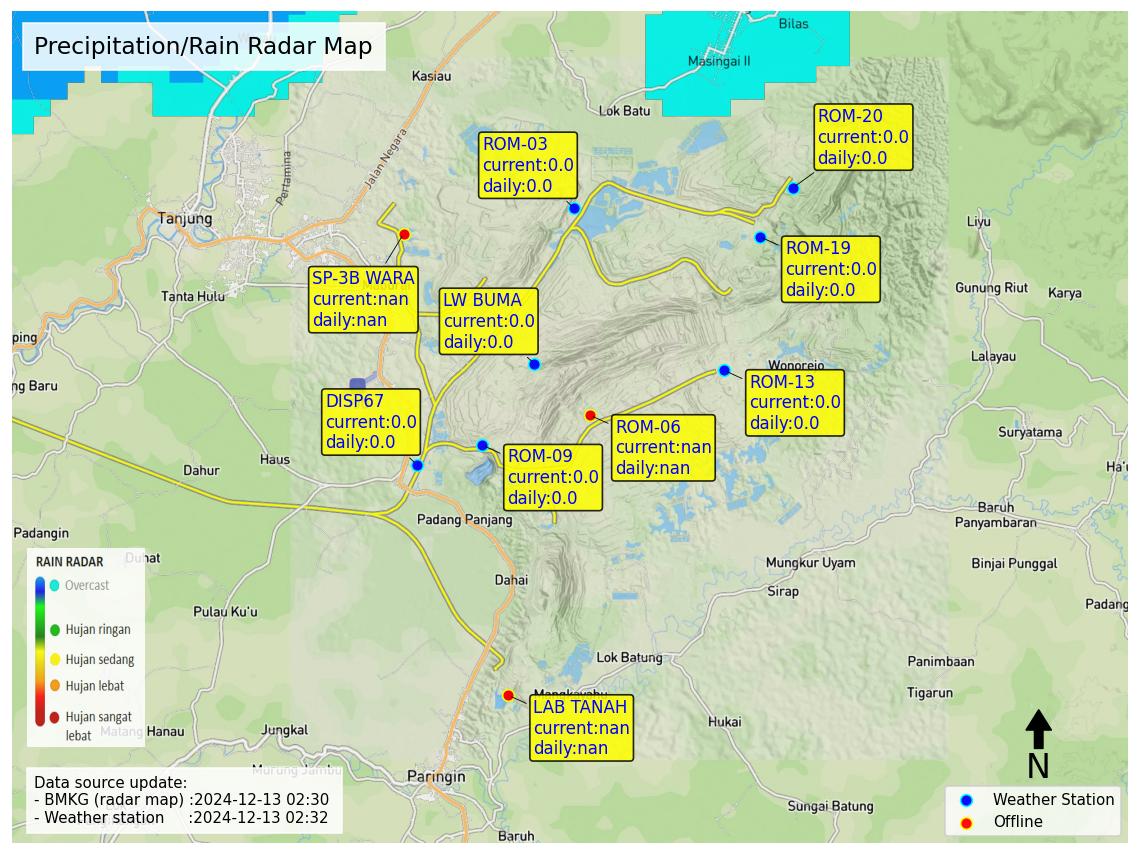 Precipitation/Rain Radar Map
Bilas
Masingai II
Kasiau
Lok Batu
Jalan Negara
Pertamina
Tanjung
Tanta Hulu
ping
ng Baru
ROM-03
current:0.0
daily:0.0
ROM-20
current:0.0
daily:0.0
ROM-19
current:0.0
daily:0.0
SP-3B WARA
current:nan
daily:nan
LW BUMA
current:0.0
daily:0.0
Liyu
Gunung Riut
Karya
Lalayau
Wonorejo
ROM-13
current:0.0
daily:0.0
DISP67
current:0.0
daily:0.0
ROM-06
current:nan
daily:nan
ROM-09
current:0.0
daily:0.0
Suryatama
Ha'u
Haus
Dahur
Padang Panjang
Baruh
Panyambaran
Padangin
Duhat
Dahai
Mungkur Uyam
Sirap
Binjai Punggal
Padang
Pulau Ku'u
RAIN RADAR
Overcast
Hujan ringan
Hujan sedang
Hujan lebat
Hujan sangat
lebat
Lok Batung
Panimbaan
Tigarun
LAB TANAH
current:nan
daily:nan
Hukai
Matang Hanau
Jungkal
Murung Jambu
Paringin
Sungai Batung
Baruh
N
Data source update:
- BMKG (radar map) :2024-12-13 02:30
- Weather station :2024-12-13 02:32
Weather Station
Offline